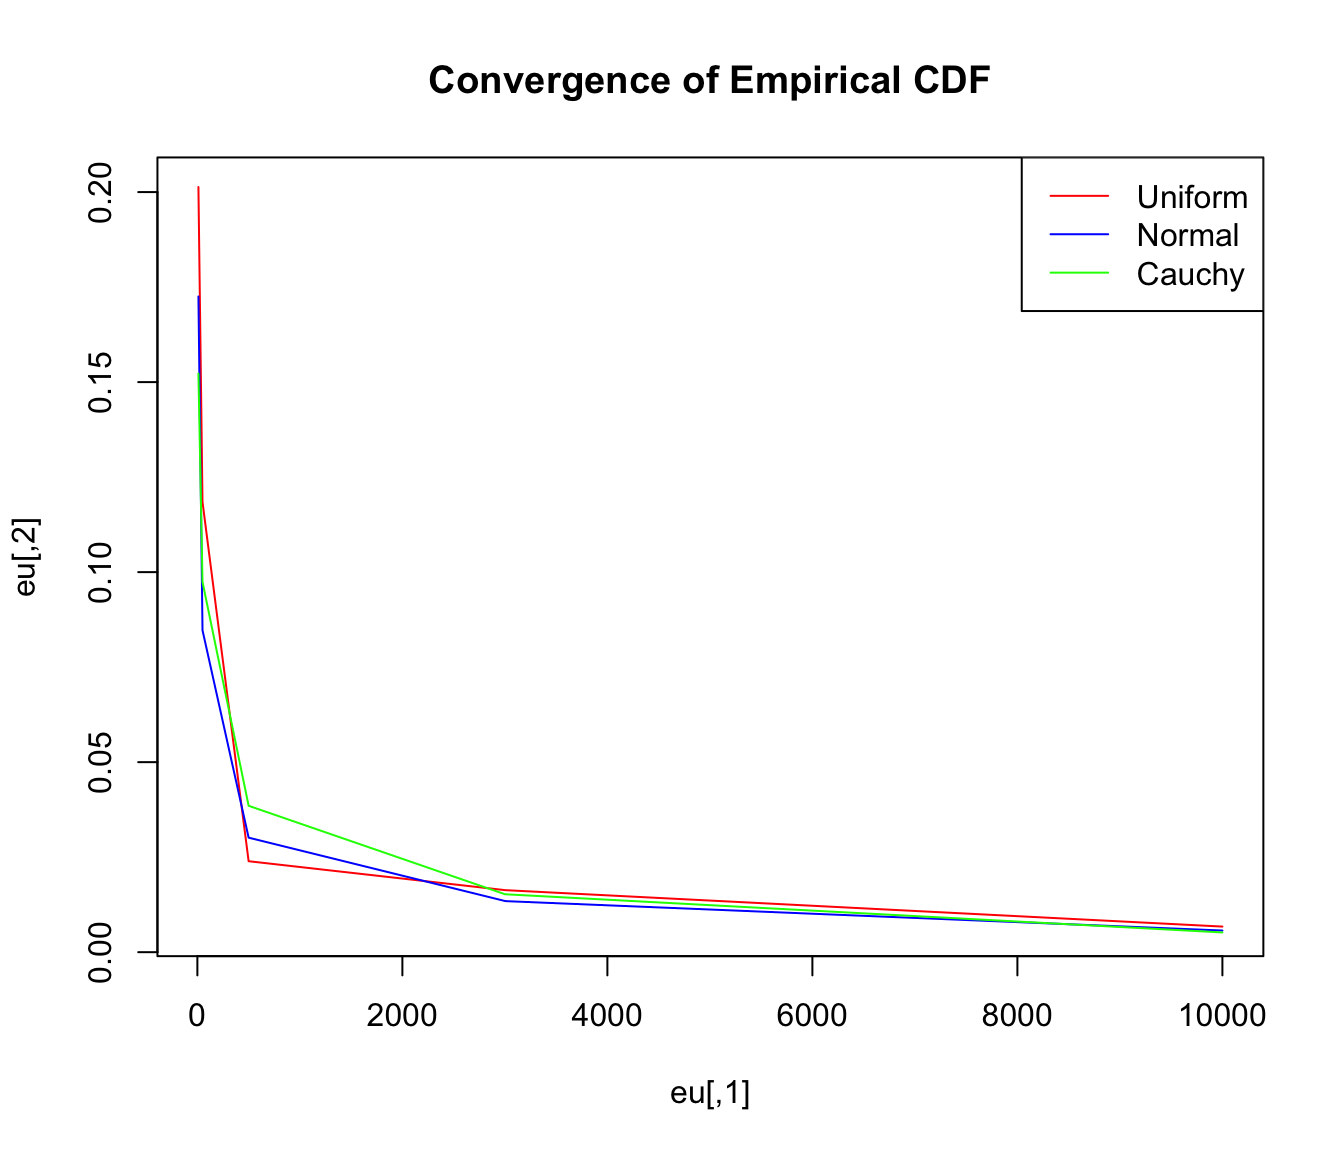 Convergence of Empirical CDF
Uniform
Normal
Cauchy
0.20
0.15
0.10
0.05
0.00
eu[,2]
0 2000 4000 6000 8000 10000
eu[,1]